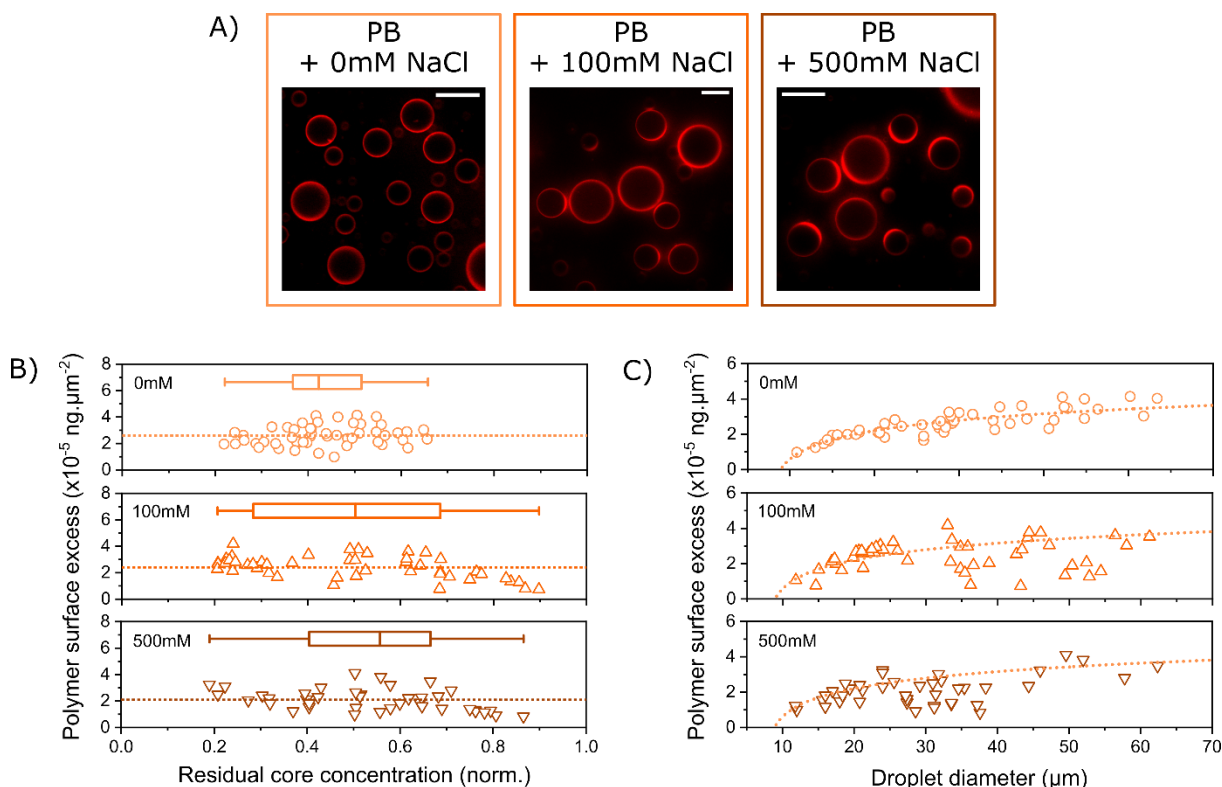 A)
PB
+ 0mM NaCl
PB
+ 100mM NaCl
PB
+ 500mM NaCl
B)
Polymer surface excess (x10⁻⁵ ng.µm⁻²)
8
6
4
2
0
0mM
8
6
4
2
0
100mM
8
6
4
2
0
500mM
0.0
0.2
0.4
0.6
0.8
1.0
Residual core concentration (norm.)
C)
Polymer surface excess (x10⁻⁵ ng.µm⁻²)
6
4
2
0
0mM
6
4
2
0
100mM
6
4
2
0
500mM
10
20
30
40
50
60
70
Droplet diameter (µm)